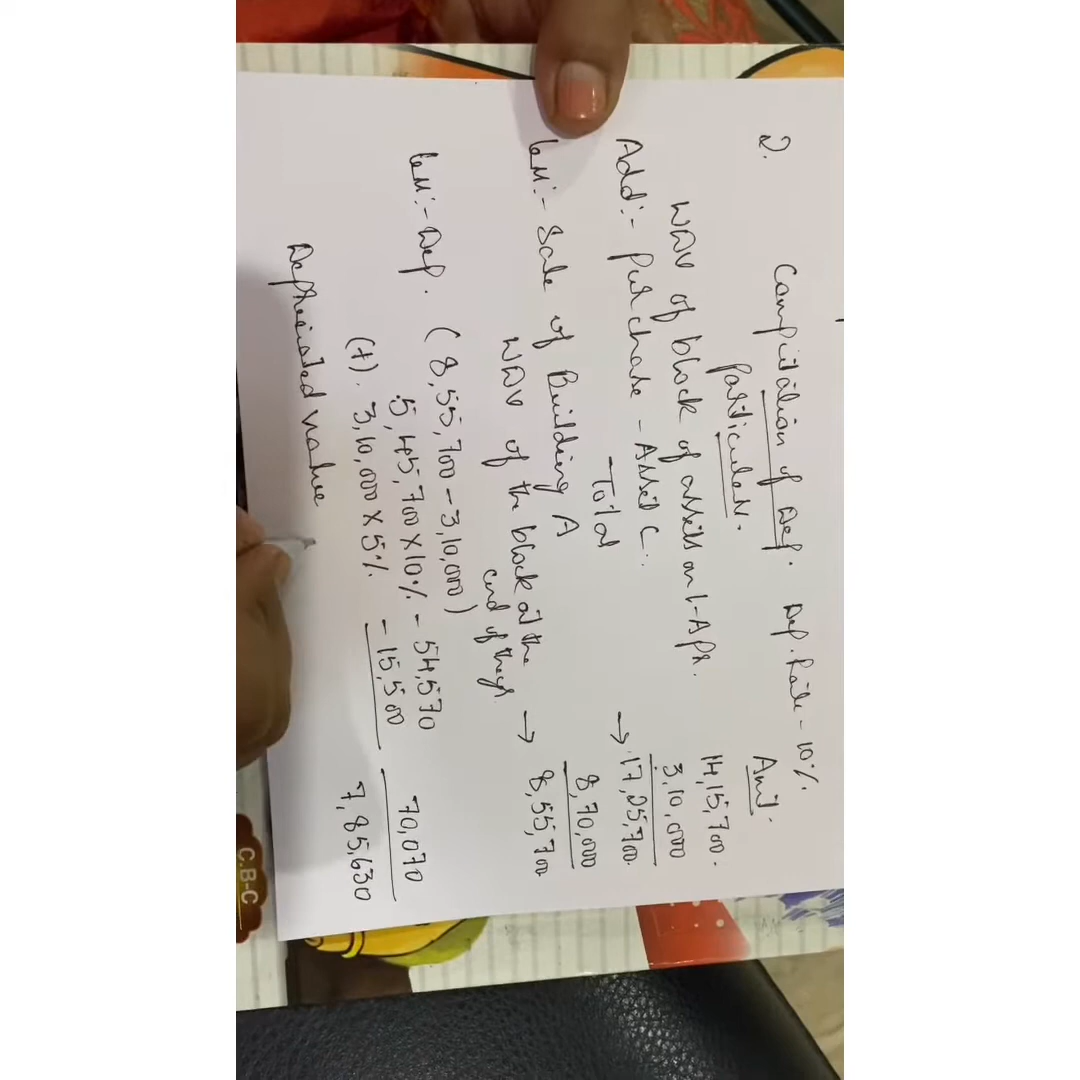 2. Computation of Dep. Dep. Rate - 10%.
Particulars. Amt.
WDV of block of assets on 1-Apr. 14,15,700.
Add:- Purchase - Asset C. 3,10,000
Total → 17,25,700.
Less:- Sale of Building A 8,70,000
WDV of the block at the end of the yr. → 8,55,700
Less:- Dep. (8,55,700 - 3,10,000)
5,45,700 X 10% - 54,570 70,070
(+). 3,10,000 X 5% - 15,500
Depreciated value 7,85,630
C.B-C